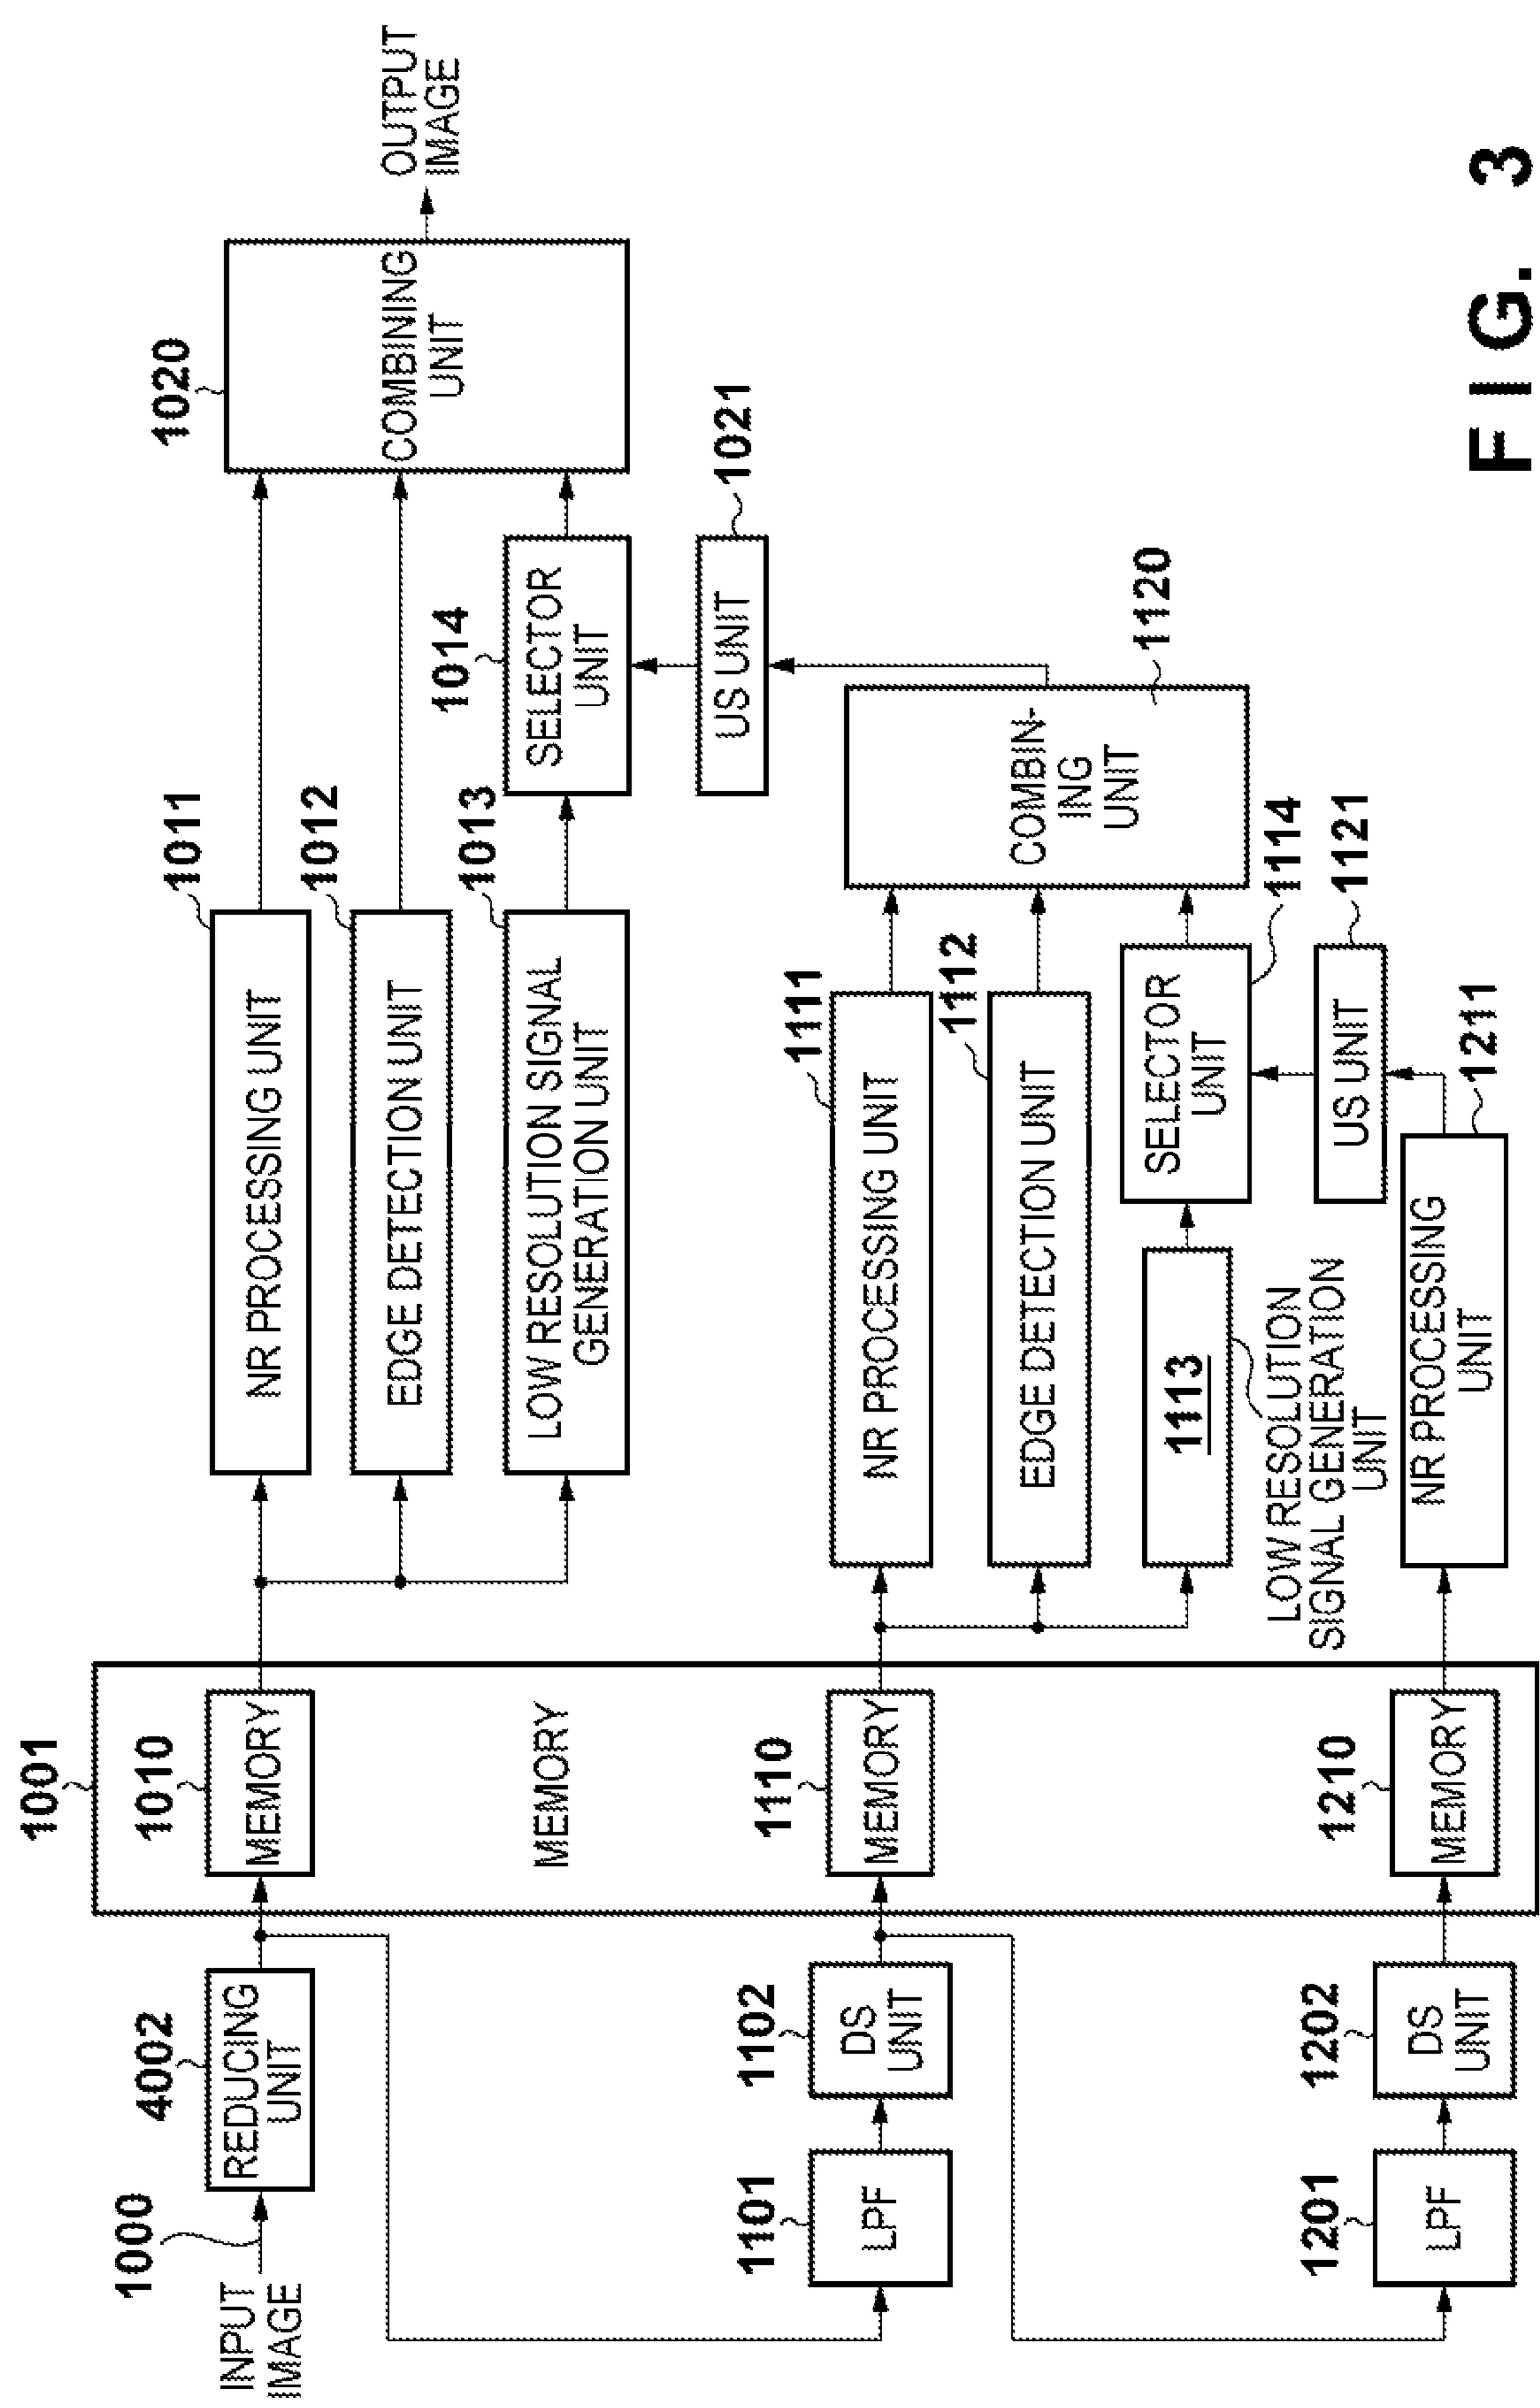 INPUT
IMAGE
1000
4002
REDUCING
UNIT
1001
1010
MEMORY
MEMORY
1011
NR PROCESSING UNIT
1012
EDGE DETECTION UNIT
1013
LOW RESOLUTION SIGNAL
GENERATION UNIT
1014
SELECTOR
UNIT
1020
COMBINING
UNIT
OUTPUT
IMAGE
1021
US UNIT
1101
LPF
1102
DS
UNIT
1110
MEMORY
1111
NR PROCESSING UNIT
1112
EDGE DETECTION UNIT
1113
LOW RESOLUTION
SIGNAL GENERATION
UNIT
SELECTOR
UNIT
1114
COMBIN-
ING
UNIT
1120
US UNIT
1121
1201
LPF
1202
DS
UNIT
1210
MEMORY
NR PROCESSING
UNIT
1211
FIG. 3